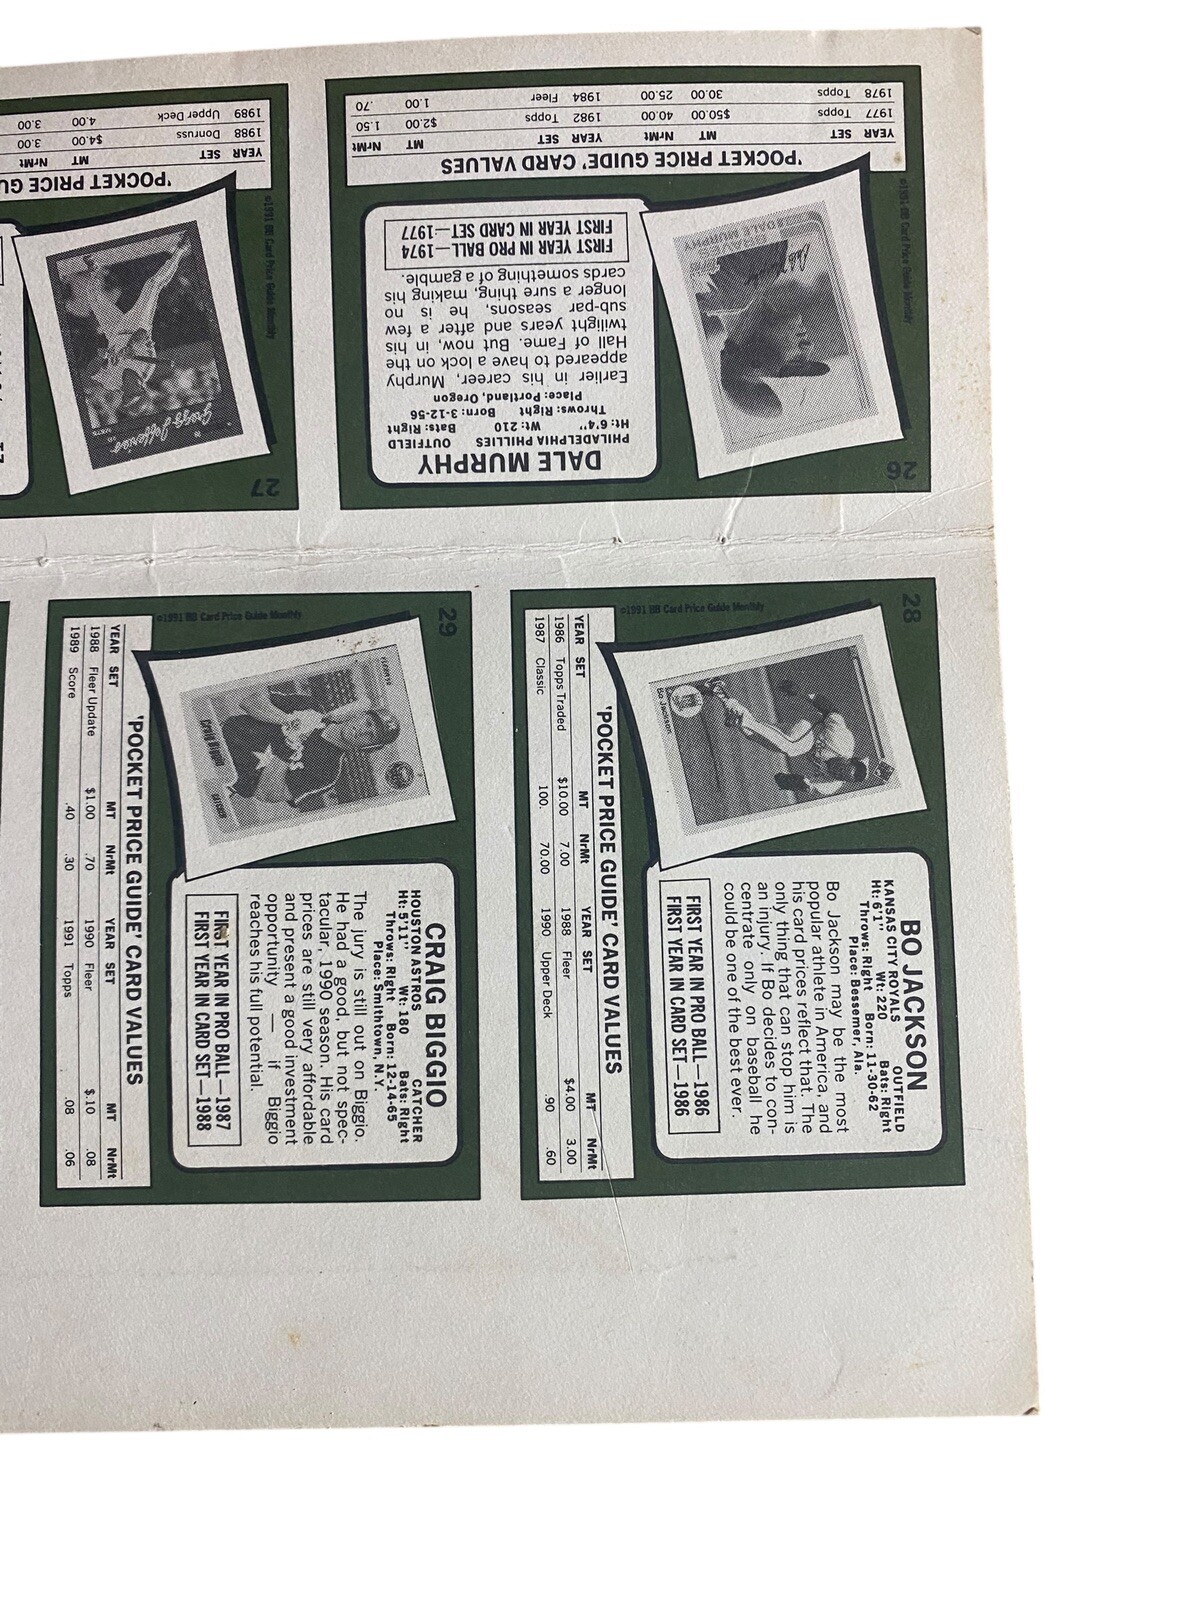 26
DALE MURPHY
PHILADELPHIA PHILLIES OUTFIELD
Ht: 6'4" Wt: 210 Bats: Right
Throws: Right Born: 3-12-56
Place: Portland, Oregon
Earlier in his career, Murphy
appeared to have a lock on the
Hall of Fame. But now, in his
twilight years and after a few
sub-par seasons, he is no
longer a sure thing, making his
cards something of a gamble.
FIRST YEAR IN PRO BALL—1974
FIRST YEAR IN CARD SET—1977
DALE MURPHY
©1991 BB Card Price Guide Monthly
'POCKET PRICE GUIDE' CARD VALUES
YEAR SET MT NrMt YEAR SET MT NrMt
1977 Topps $50.00 40.00 1982 Topps $2.00 1.50
1978 Topps 30.00 25.00 1984 Fleer 1.00 .70
27
Gregg Jefferies
METS
©1991 BB Card Price Guide Monthly
'POCKET PRICE GU
YEAR SET MT NrMt
1988 Donruss $4.00 3.00
1989 Upper Deck 4.00 3.00
28
BO JACKSON
KANSAS CITY ROYALS OUTFIELD
Ht: 6'1" Wt: 220 Bats: Right
Throws: Right Born: 11-30-62
Place: Bessemer, Ala.
Bo Jackson may be the most
popular athlete in America, and
his card prices reflect that. The
only thing that can stop him is
an injury. If Bo decides to con-
centrate only on baseball he
could be one of the best ever.
FIRST YEAR IN PRO BALL—1986
FIRST YEAR IN CARD SET—1986
Bo Jackson
©1991 BB Card Price Guide Monthly
'POCKET PRICE GUIDE' CARD VALUES
YEAR SET MT NrMt YEAR SET MT NrMt
1986 Topps Traded $10.00 7.00 1988 Fleer $4.00 3.00
1987 Classic 100. 70.00 1990 Upper Deck .90 .60
29
CRAIG BIGGIO
HOUSTON ASTROS CATCHER
Ht: 5'11" Wt: 180 Bats: Right
Throws: Right Born: 12-14-65
Place: Smithtown, N.Y.
The jury is still out on Biggio.
He had a good, but not spec-
tacular, 1990 season. His card
prices are still very affordable
and present a good investment
opportunity — if Biggio
reaches his full potential.
FIRST YEAR IN PRO BALL—1987
FIRST YEAR IN CARD SET—1988
Craig Biggio
CATCHER
©1991 BB Card Price Guide Monthly
'POCKET PRICE GUIDE' CARD VALUES
YEAR SET MT NrMt YEAR SET MT NrMt
1988 Fleer Update $1.00 .70 1990 Fleer $.10 .08
1989 Score .40 .30 1991 Topps .08 .06